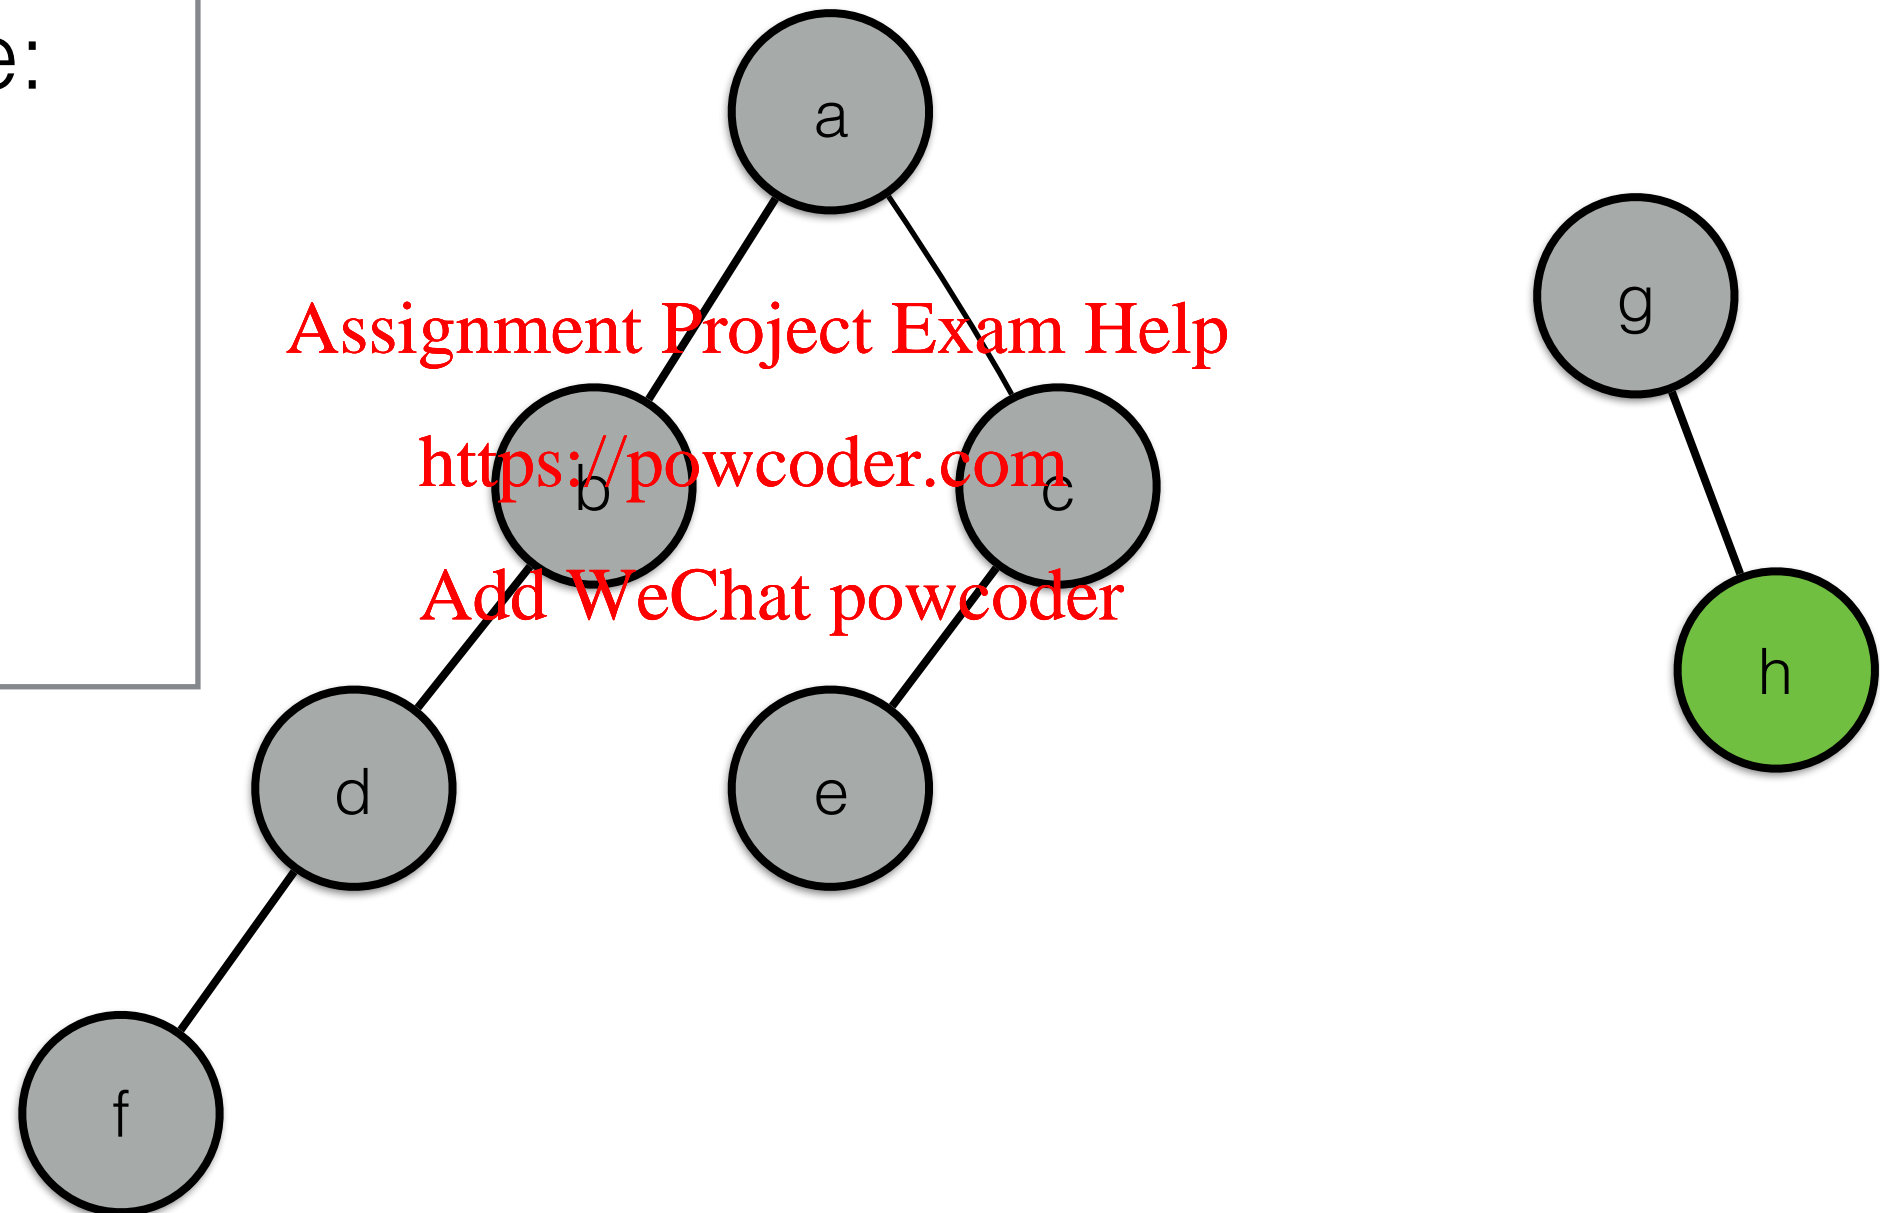 e:
a
g
Assignment Project Exam Help
https://powcoder.com
b
c
Add WeChat powcoder
h
d
e
f